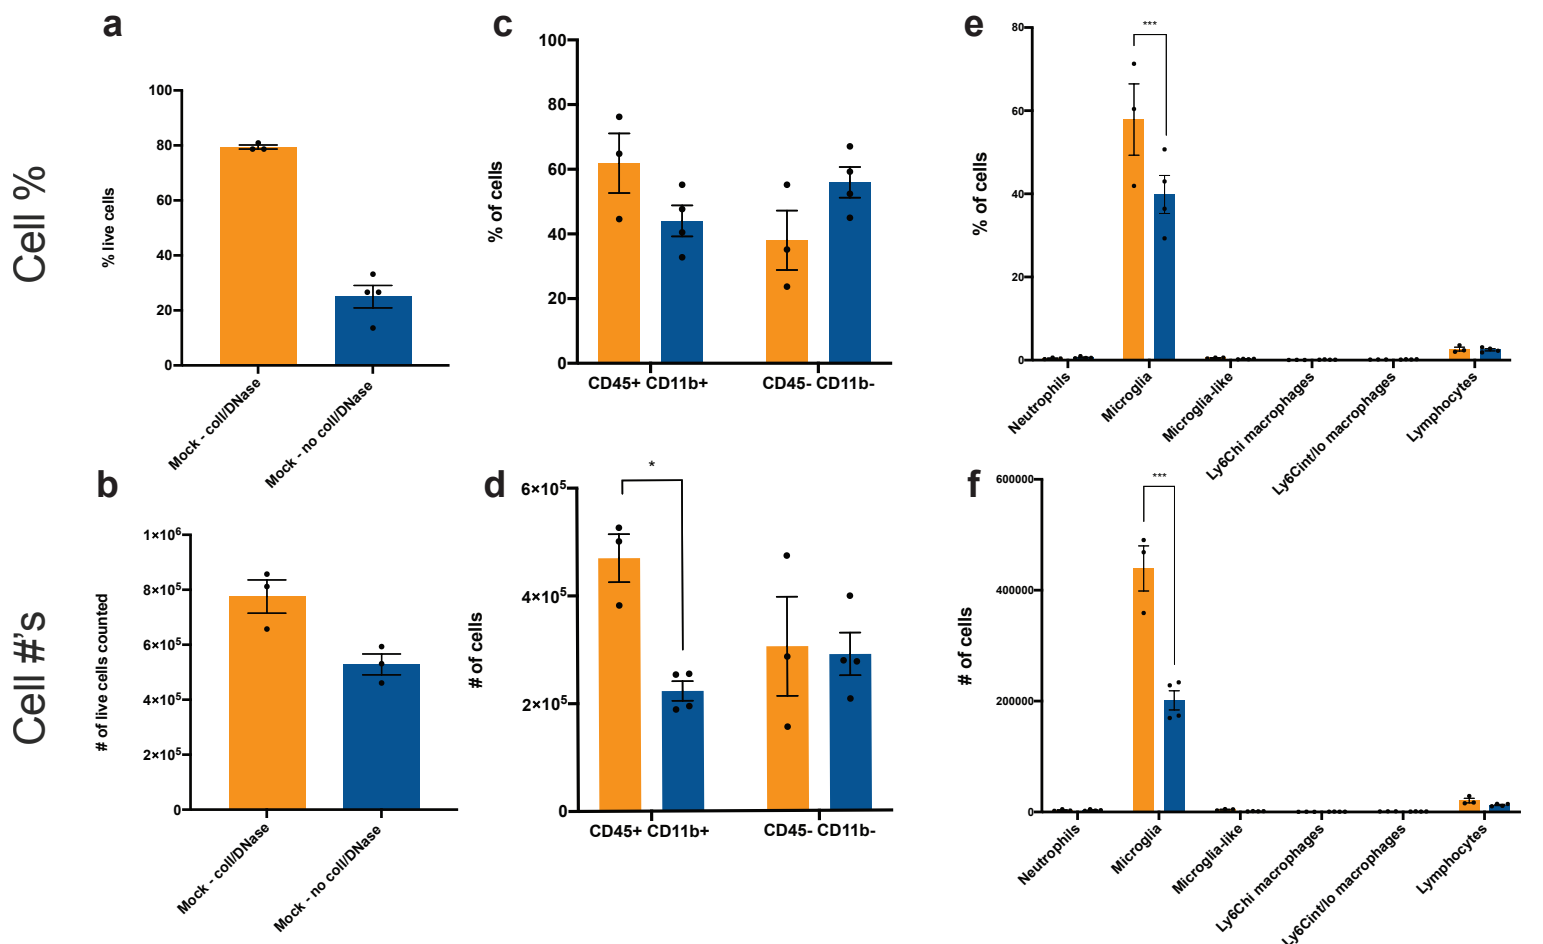 Cell %
a
100
80
60
40
20
0
% live cells
Mock - coll/DNase
Mock - no coll/DNase
c
100
80
60
40
20
0
% of cells
CD45+ CD11b+
CD45- CD11b-
e
***
80
60
40
20
0
% of cells
Neutrophils
Microglia
Microglia-like
Ly6Chi macrophages
Ly6Cint/lo macrophages
Lymphocytes
Cell #'s
b
1×10⁶
8×10⁵
6×10⁵
4×10⁵
2×10⁵
0
# of live cells counted
Mock - coll/DNase
Mock - no coll/DNase
d
*
6×10⁵
4×10⁵
2×10⁵
0
# of cells
CD45+ CD11b+
CD45- CD11b-
f
***
600000
400000
200000
0
# of cells
Neutrophils
Microglia
Microglia-like
Ly6Chi macrophages
Ly6Cint/lo macrophages
Lymphocytes